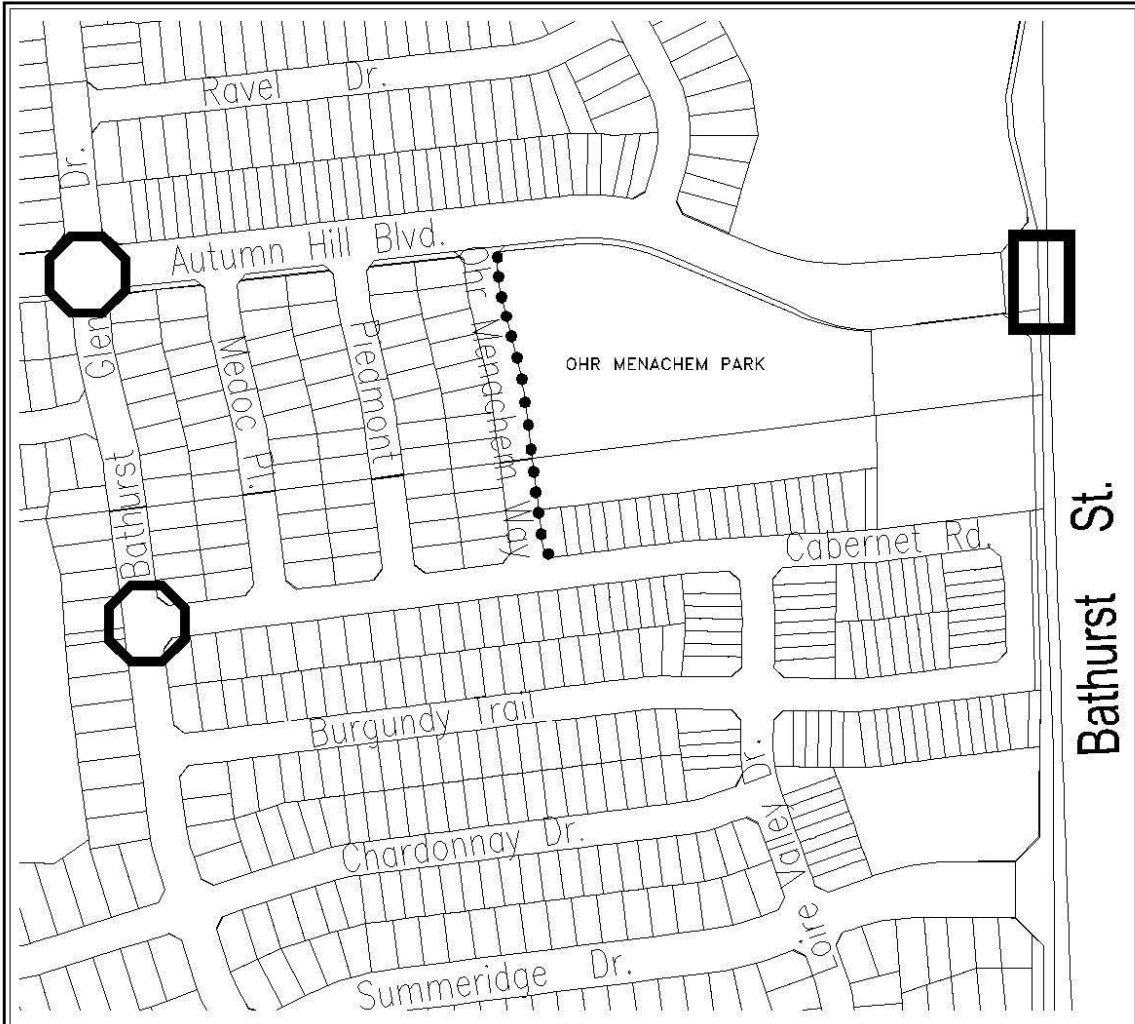 Ravel Dr.
Dr.
Autumn Hill Blvd.
Glen
Medoc Pl.
Piedmont
Ohr Menachem Way
OHR MENACHEM PARK
Bathurst
Cabernet Rd.
Bathurst St.
Burgundy Trail
Dr.
Chardonnay Dr.
Valley
Loire
Summeridge Dr.